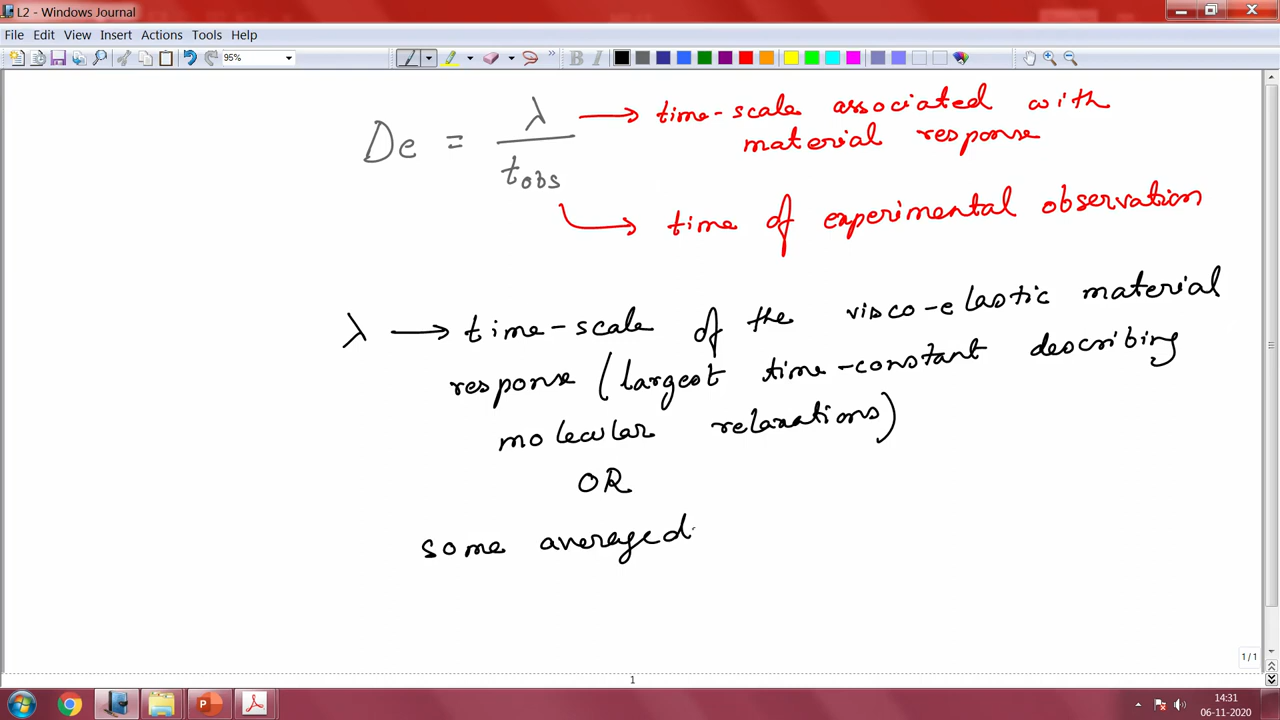 L2 - Windows Journal
File Edit View Insert Actions Tools Help
95%
B I
De = λ / t_obs
→ time-scale associated with
material response
→ time of experimental observation
λ → time-scale of the visco-elastic material
response (largest time-constant describing
molecular relaxations)
OR
some averaged
1/1
1
14:31
06-11-2020